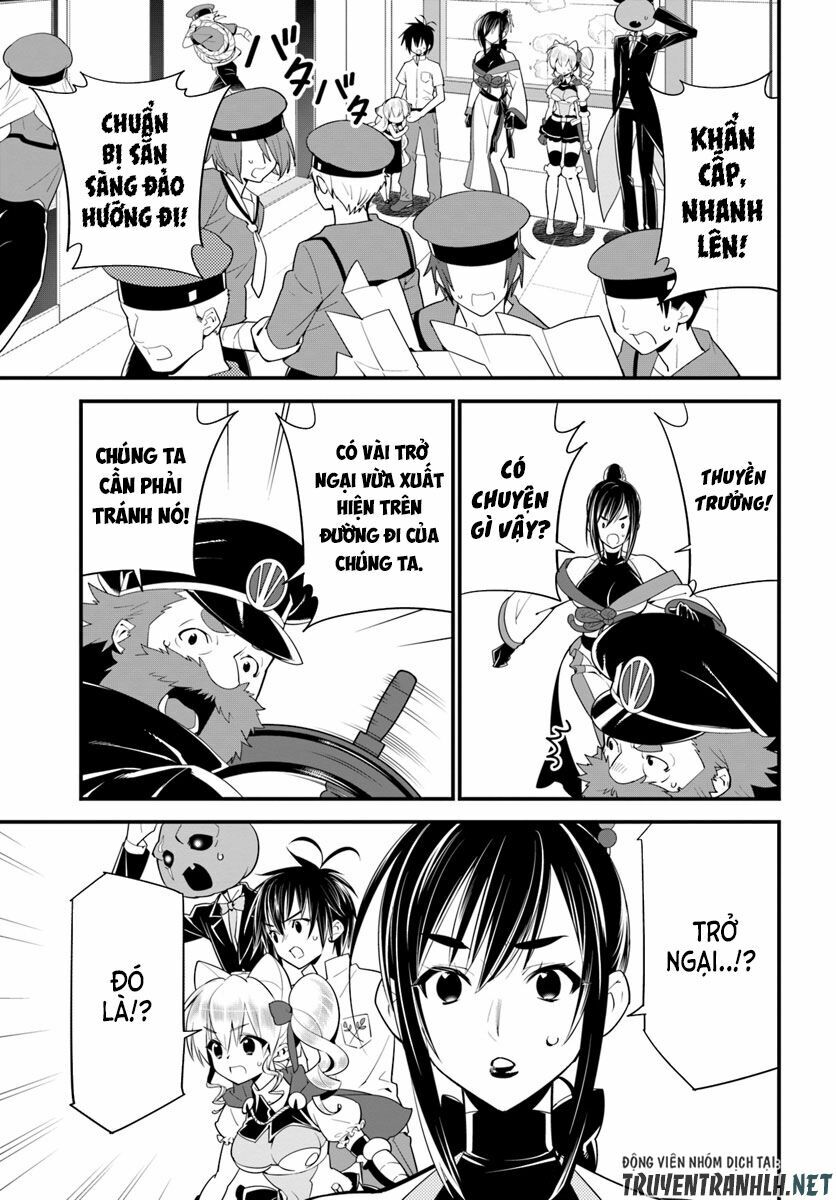 KHẨN
CẤP,
NHANH
LÊN!
バタ
バタ
CHUẨN
BỊ SẴN
SÀNG ĐẢO
HƯỚNG ĐI!
THUYỀN
TRƯỞNG!
CÓ
CHUYỆN
GÌ VẬY?
CÓ VÀI TRỞ
NGẠI VỪA XUẤT
HIỆN TRÊN
ĐƯỜNG ĐI CỦA
CHÚNG TA.
CHÚNG TA
CẦN PHẢI
TRÁNH NÓ!
TRỞ
NGẠI..!?
ĐÓ
LÀ!?
ĐỘNG VIÊN NHÓM DỊCH TẠI:
TRUYENTRANHLH.NET